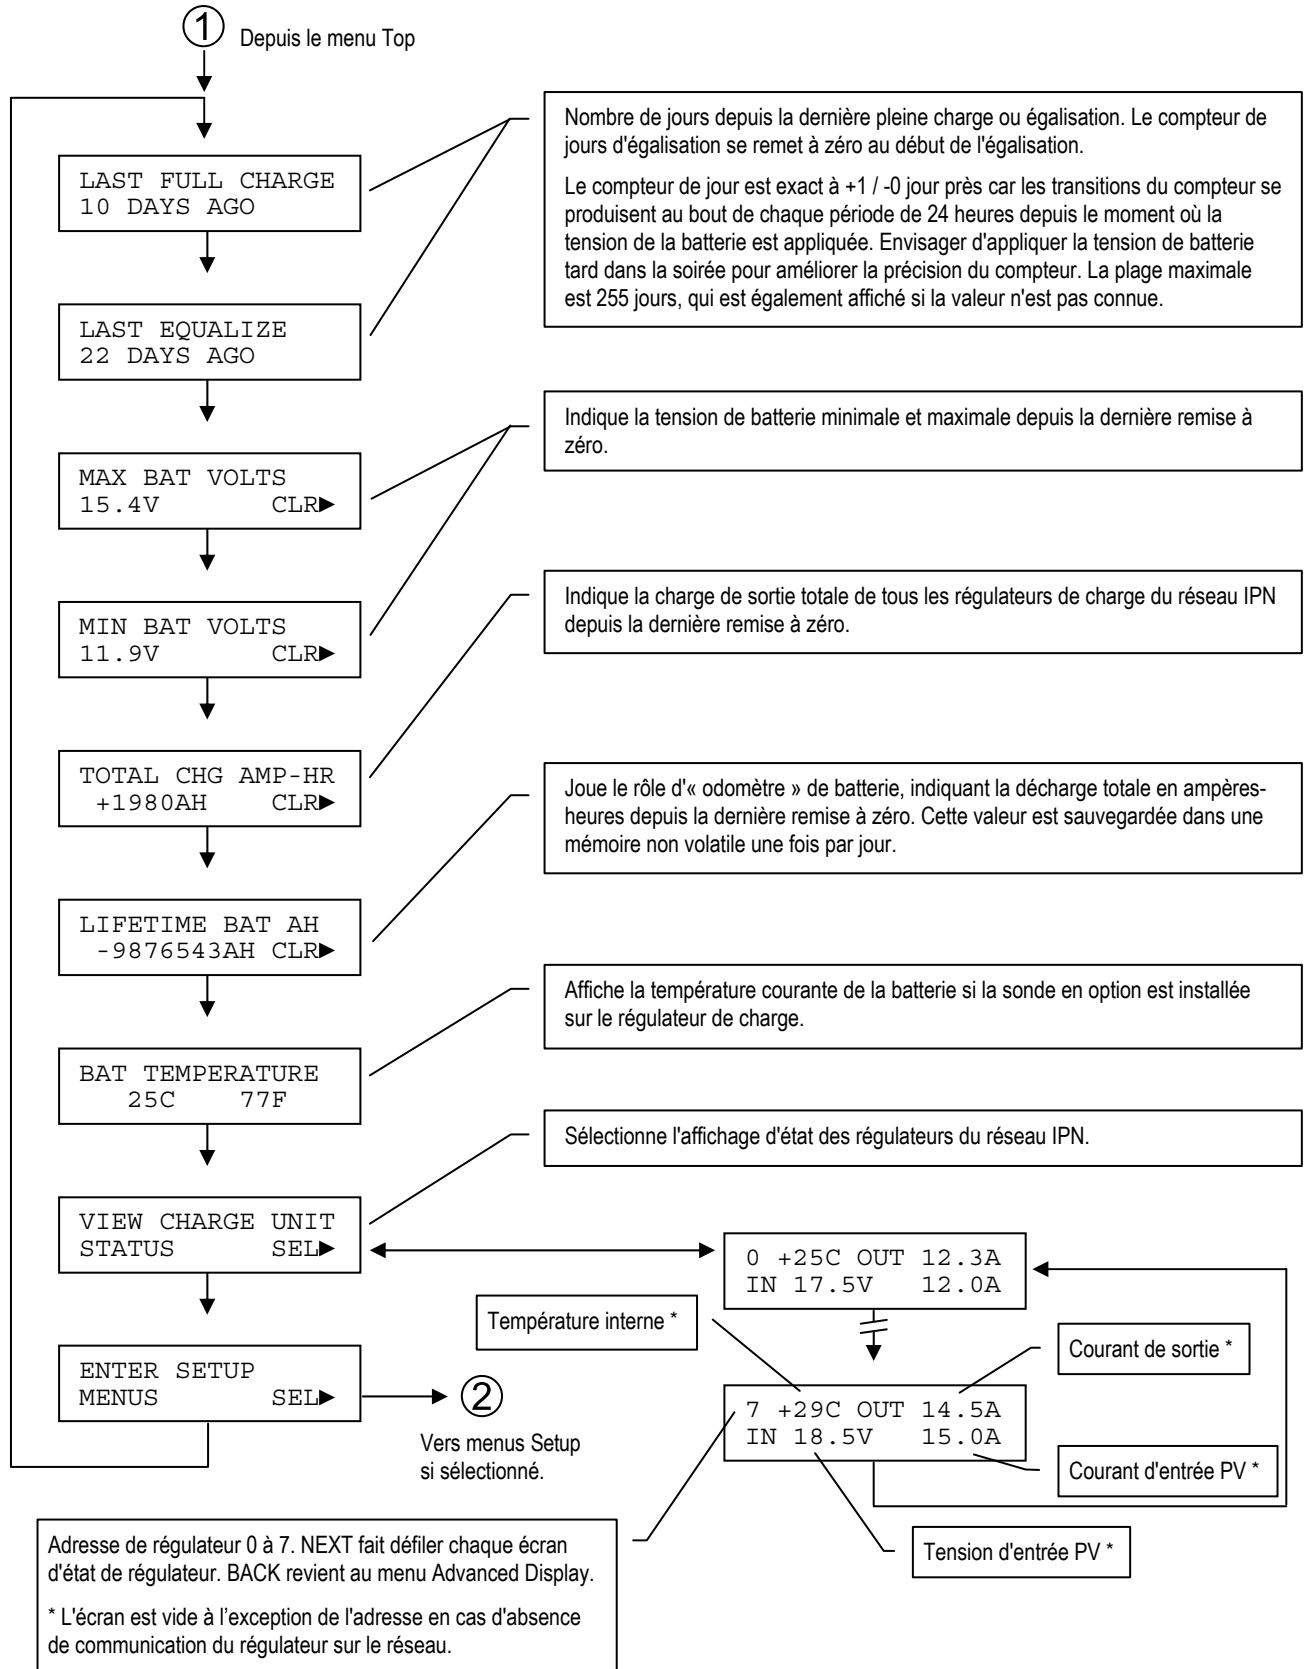 1
Depuis le menu Top
LAST FULL CHARGE
10 DAYS AGO
Nombre de jours depuis la dernière pleine charge ou égalisation. Le compteur de
jours d'égalisation se remet à zéro au début de l'égalisation.
Le compteur de jour est exact à +1 / -0 jour près car les transitions du compteur se
produisent au bout de chaque période de 24 heures depuis le moment où la
tension de la batterie est appliquée. Envisager d'appliquer la tension de batterie
tard dans la soirée pour améliorer la précision du compteur. La plage maximale
est 255 jours, qui est également affiché si la valeur n'est pas connue.
LAST EQUALIZE
22 DAYS AGO
MAX BAT VOLTS
15.4V CLR►
Indique la tension de batterie minimale et maximale depuis la dernière remise à
zéro.
MIN BAT VOLTS
11.9V CLR►
TOTAL CHG AMP-HR
+1980AH CLR►
Indique la charge de sortie totale de tous les régulateurs de charge du réseau IPN
depuis la dernière remise à zéro.
LIFETIME BAT AH
-9876543AH CLR►
Joue le rôle d'« odomètre » de batterie, indiquant la décharge totale en ampères-
heures depuis la dernière remise à zéro. Cette valeur est sauvegardée dans une
mémoire non volatile une fois par jour.
BAT TEMPERATURE
25C 77F
Affiche la température courante de la batterie si la sonde en option est installée
sur le régulateur de charge.
VIEW CHARGE UNIT
STATUS SEL►
Sélectionne l'affichage d'état des régulateurs du réseau IPN.
0 +25C OUT 12.3A
IN 17.5V 12.0A
Température interne *
Courant de sortie *
ENTER SETUP
MENUS SEL►
2
Vers menus Setup
si sélectionné.
7 +29C OUT 14.5A
IN 18.5V 15.0A
Courant d'entrée PV *
Tension d'entrée PV *
Adresse de régulateur 0 à 7. NEXT fait défiler chaque écran
d'état de régulateur. BACK revient au menu Advanced Display.
* L'écran est vide à l’exception de l'adresse en cas d'absence
de communication du régulateur sur le réseau.